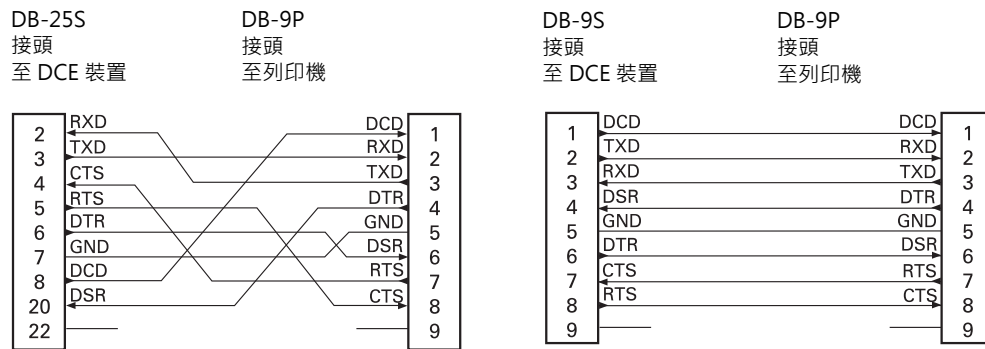 DB-25S
接頭
至 DCE 裝置
DB-9P
接頭
至列印機
2 RXD DCD 1
3 TXD RXD 2
4 CTS TXD 3
5 RTS DTR 4
6 DTR GND 5
7 GND DSR 6
8 DCD RTS 7
20 DSR CTS 8
22 9
DB-9S
接頭
至 DCE 裝置
DB-9P
接頭
至列印機
1 DCD DCD 1
2 TXD RXD 2
3 RXD TXD 3
4 DSR DTR 4
5 GND GND 5
6 DTR DSR 6
7 CTS RTS 7
8 RTS CTS 8
9 9